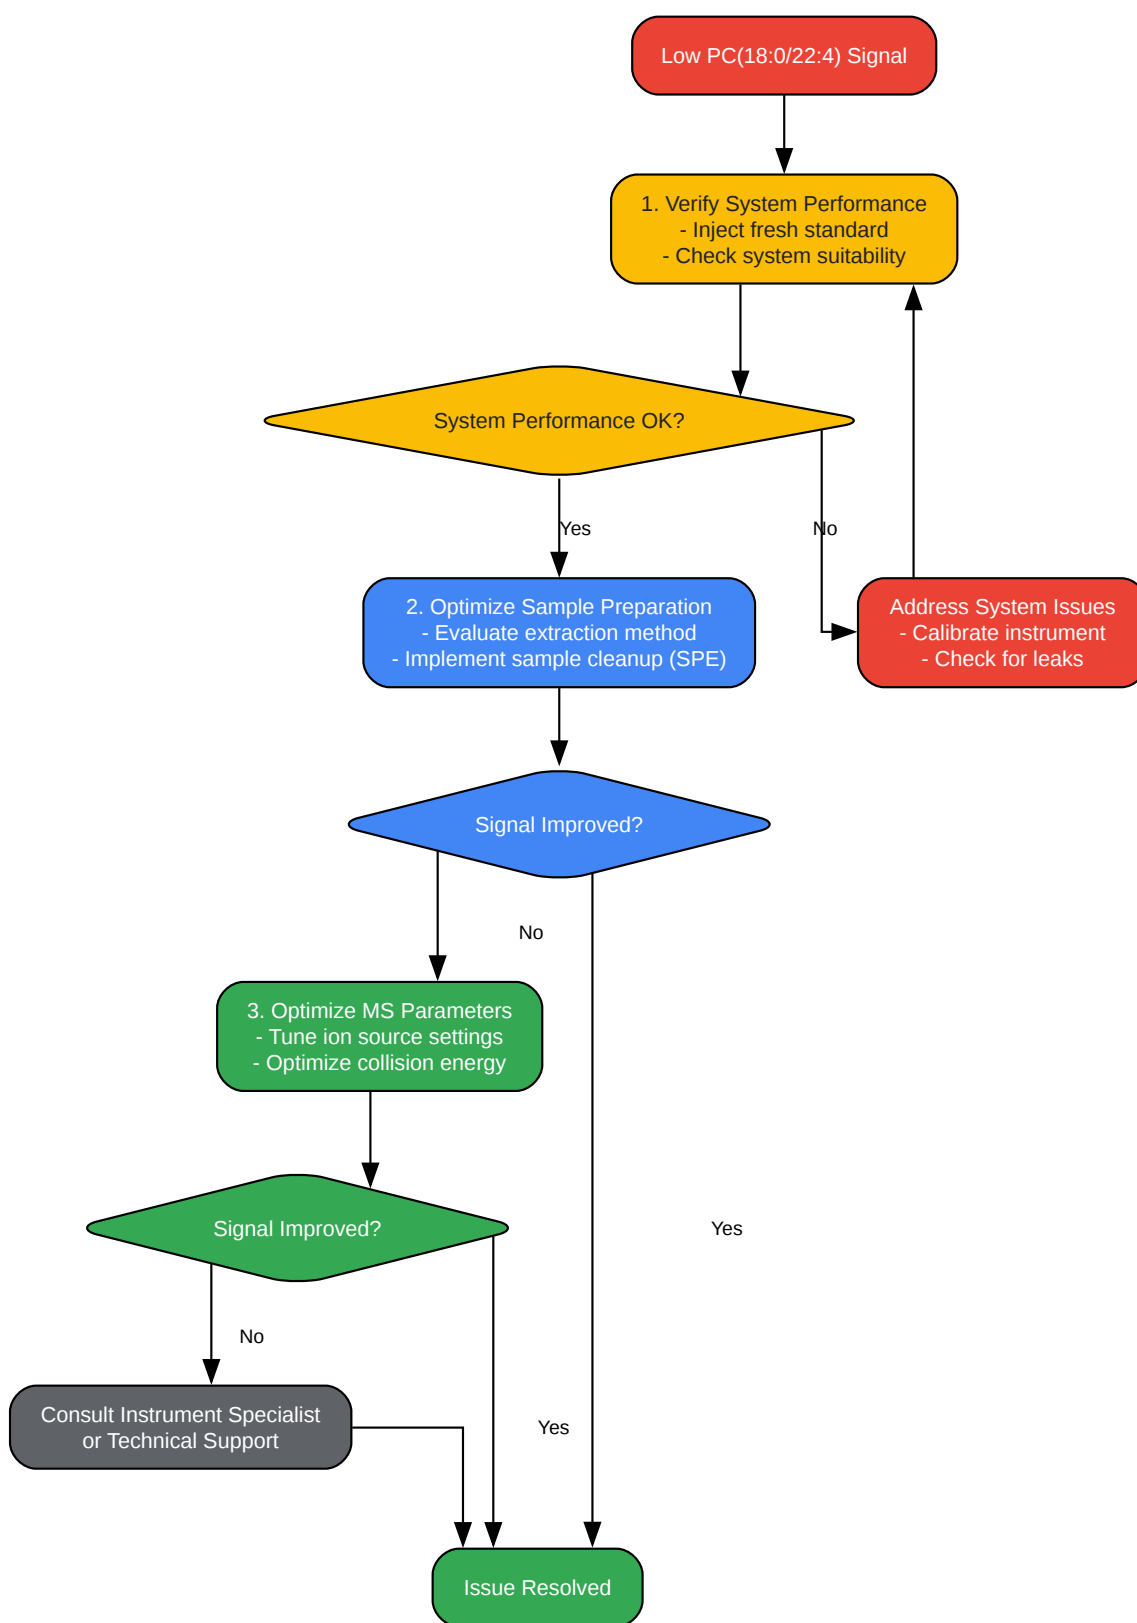 Low PC(18:0/22:4) Signal
1. Verify System Performance
- Inject fresh standard
- Check system suitability
System Performance OK?
Yes
No
2. Optimize Sample Preparation
- Evaluate extraction method
- Implement sample cleanup (SPE)
Address System Issues
- Calibrate instrument
- Check for leaks
Signal Improved?
No
3. Optimize MS Parameters
- Tune ion source settings
- Optimize collision energy
Signal Improved?
Yes
No
Consult Instrument Specialist
or Technical Support
Yes
Issue Resolved